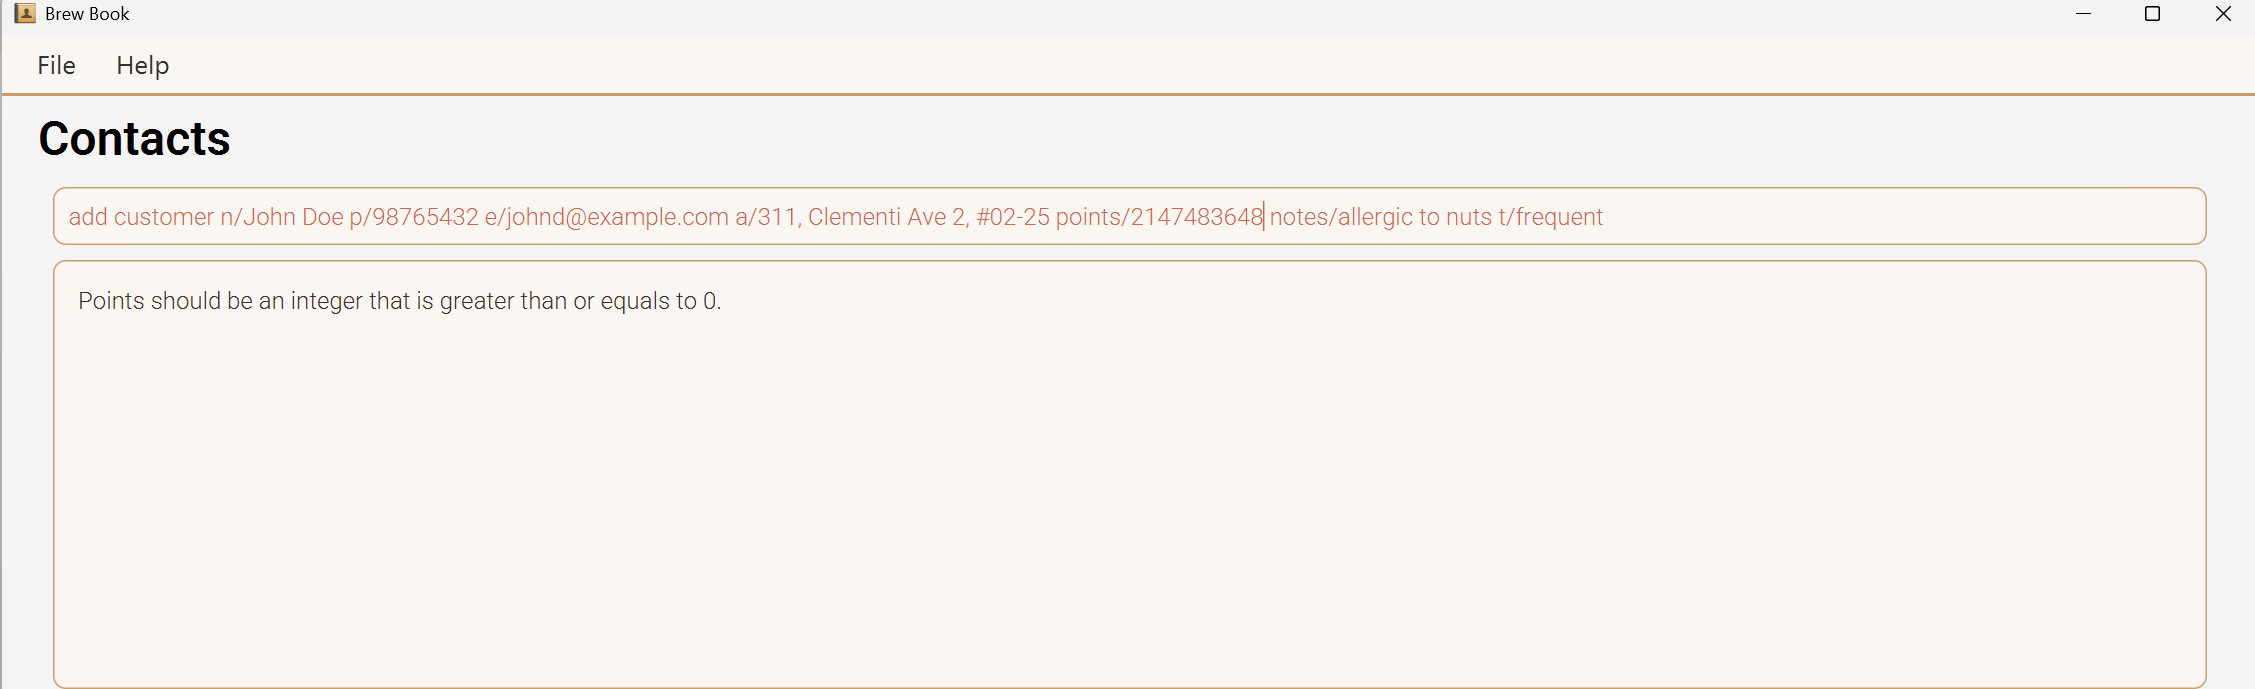 Brew Book
File Help
Contacts
add customer n/John Doe p/98765432 e/johnd@example.com a/311, Clementi Ave 2, #02-25 points/2147483648 notes/allergic to nuts t/frequent
Points should be an integer that is greater than or equals to 0.